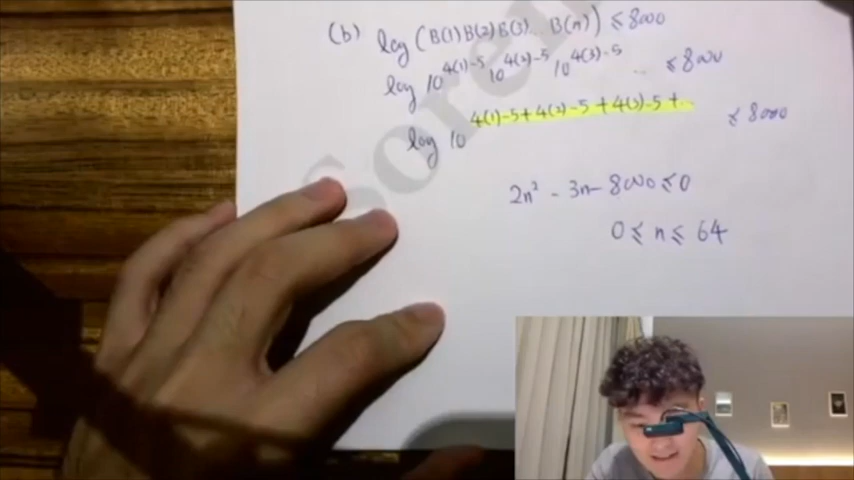 (b) log (B(1)B(2)B(3)... B(n)) ≤ 8000
log 10^4(1)-5 10^4(2)-5 10^4(3)-5 ... ≤ 8000
log 10^4(1)-5+4(2)-5+4(3)-5+... ≤ 8000
2n² - 3n - 8000 ≤ 0
0 ≤ n ≤ 64
Soren